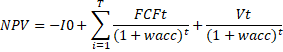 NPV = −I0 + ∑_{i=1}^{T} FCFt/(1 + wacc)^t + Vt/(1 + wacc)^t